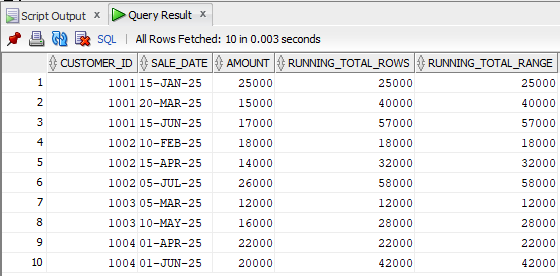 Script Output x Query Result x
SQL | All Rows Fetched: 10 in 0.003 seconds
CUSTOMER_ID SALE_DATE AMOUNT RUNNING_TOTAL_ROWS RUNNING_TOTAL_RANGE
1 1001 15-JAN-25 25000 25000 25000
2 1001 20-MAR-25 15000 40000 40000
3 1001 15-JUN-25 17000 57000 57000
4 1002 10-FEB-25 18000 18000 18000
5 1002 15-APR-25 14000 32000 32000
6 1002 05-JUL-25 26000 58000 58000
7 1003 05-MAR-25 12000 12000 12000
8 1003 10-MAY-25 16000 28000 28000
9 1004 01-APR-25 22000 22000 22000
10 1004 01-JUN-25 20000 42000 42000